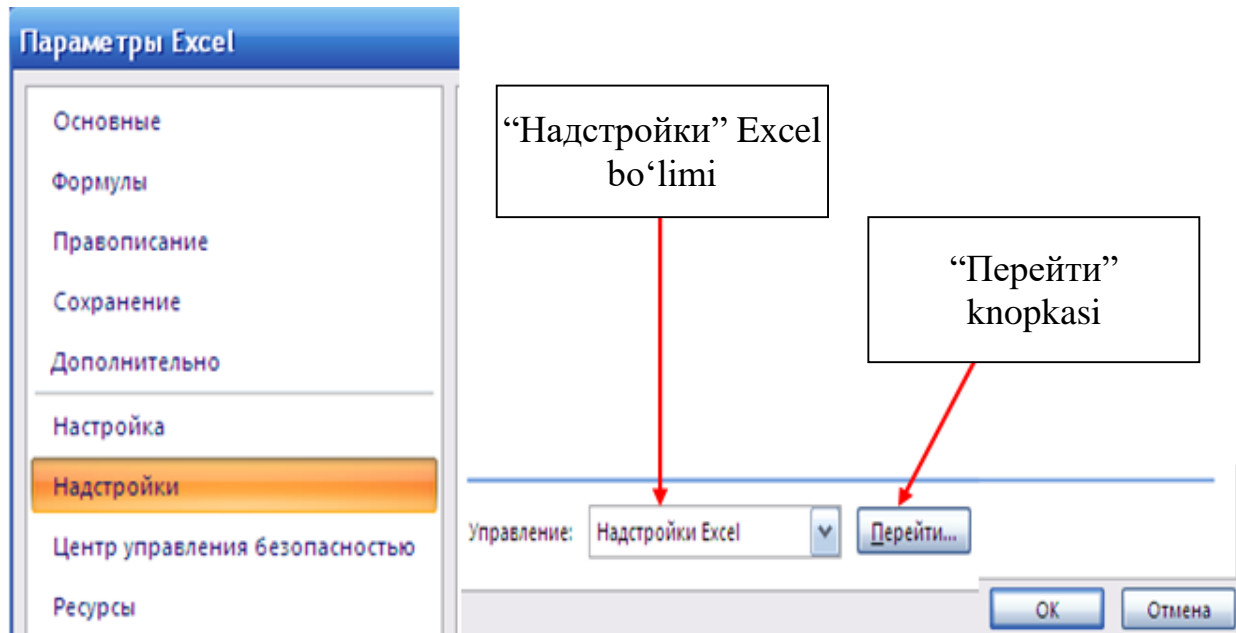 Параметры Excel
Основные
Формулы
Правописание
Сохранение
Дополнительно
Настройка
Надстройки
Центр управления безопасностью
Ресурсы
“Надстройки” Excel
bo‘limi
“Перейти”
knopkasi
Управление: Надстройки Excel Перейти...
ОК Отмена